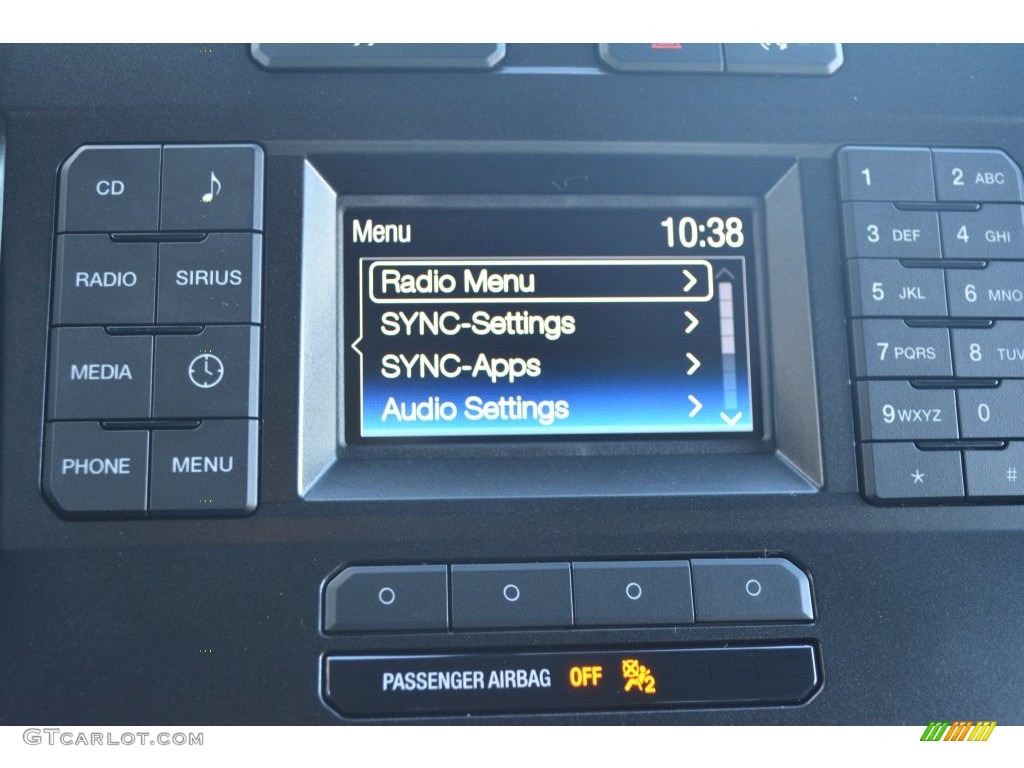 CD
RADIO SIRIUS
MEDIA
PHONE MENU
Menu 10:38
Radio Menu
SYNC-Settings
SYNC-Apps
Audio Settings
1 2 ABC
3 DEF 4 GHI
5 JKL 6 MNO
7 PQRS 8 TUV
9 WXYZ 0
* #
PASSENGER AIRBAG OFF 2
GTcarlot.com